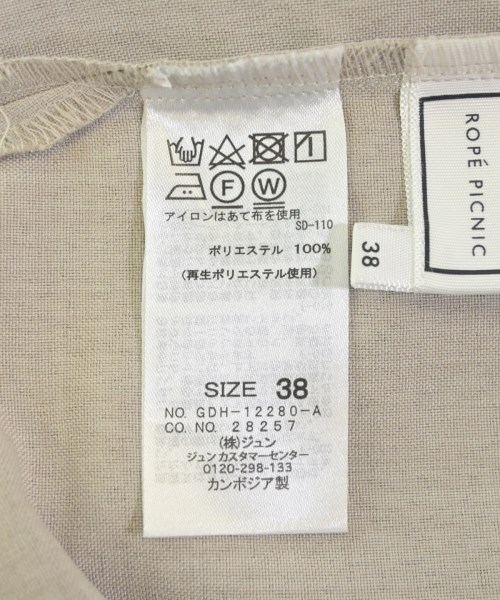 F W
アイロンはあて布を使用
SD-110
ポリエステル 100%
(再生ポリエステル使用)
SIZE 38
NO. GDH-12280-A
CO. NO. 28257
(株)ジュン
ジュンカスタマーセンター
0120-298-133
カンボジア製
38
ROPÉ PICNIC